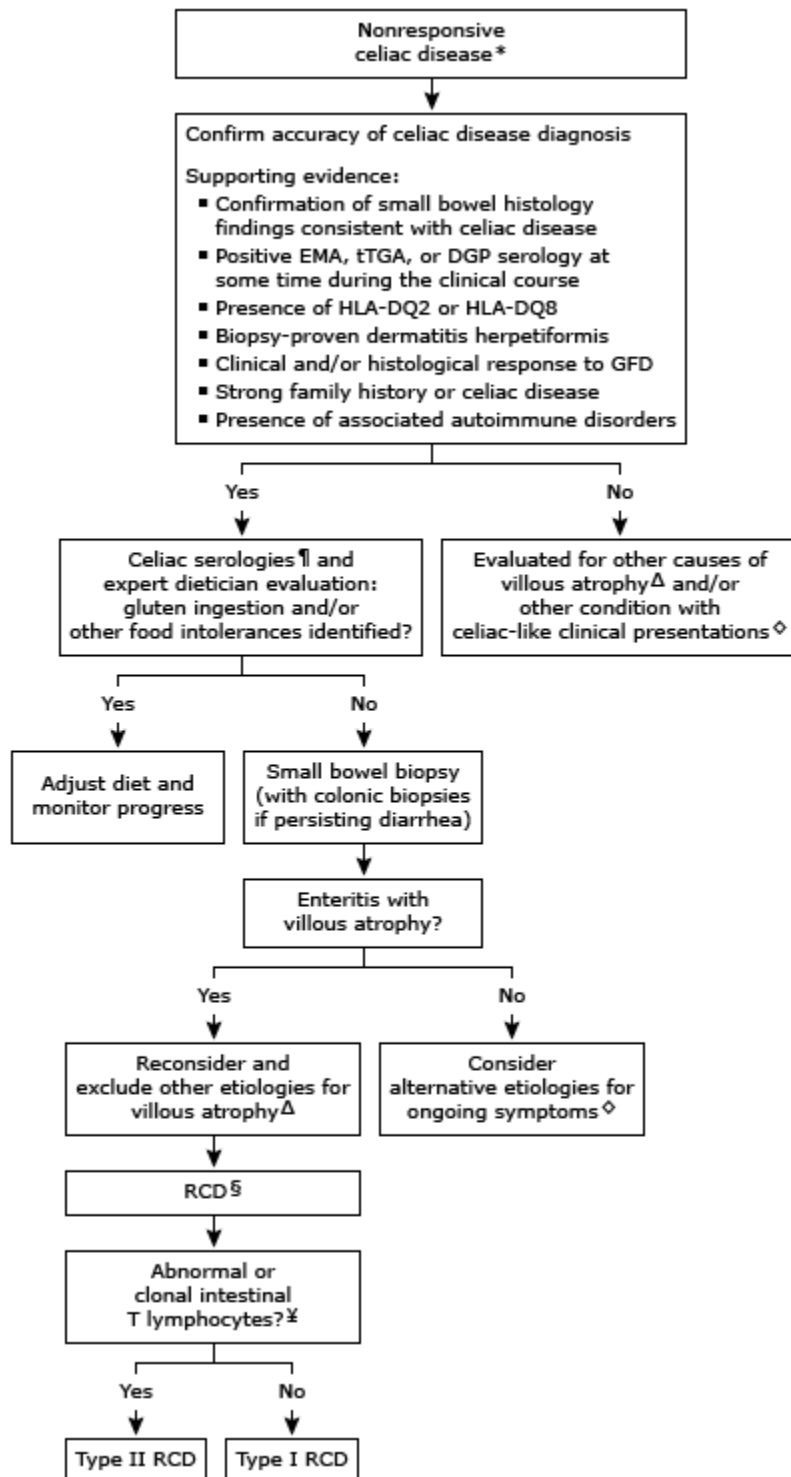 Nonresponsive
celiac disease*
Confirm accuracy of celiac disease diagnosis
Supporting evidence:
▪ Confirmation of small bowel histology
findings consistent with celiac disease
▪ Positive EMA, tTGA, or DGP serology at
some time during the clinical course
▪ Presence of HLA-DQ2 or HLA-DQ8
▪ Biopsy-proven dermatitis herpetiformis
▪ Clinical and/or histological response to GFD
▪ Strong family history or celiac disease
▪ Presence of associated autoimmune disorders
Yes
No
Celiac serologies¶ and
expert dietician evaluation:
gluten ingestion and/or
other food intolerances identified?
Evaluated for other causes of
villous atrophyΔ and/or
other condition with
celiac-like clinical presentations◇
Yes
No
Adjust diet and
monitor progress
Small bowel biopsy
(with colonic biopsies
if persisting diarrhea)
Enteritis with
villous atrophy?
Yes
No
Reconsider and
exclude other etiologies for
villous atrophyΔ
Consider
alternative etiologies for
ongoing symptoms◇
RCD§
Abnormal or
clonal intestinal
T lymphocytes?¥
Yes
No
Type II RCD
Type I RCD